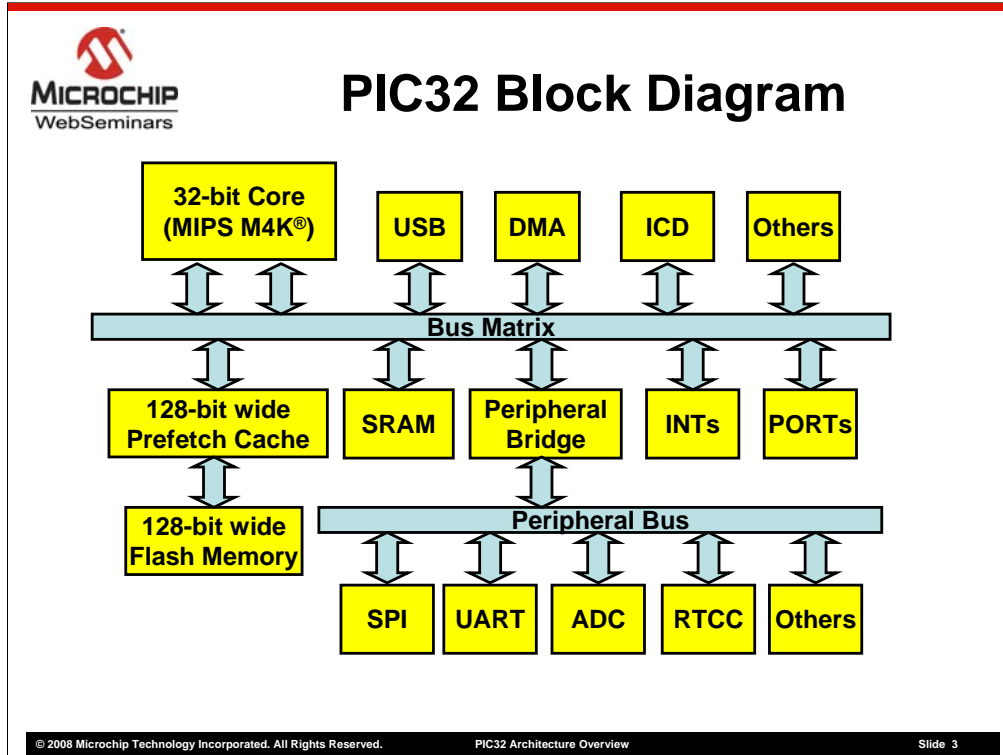 MICROCHIP
WebSeminars
PIC32 Block Diagram
32-bit Core
(MIPS M4K®)
USB
DMA
ICD
Others
Bus Matrix
128-bit wide
Prefetch Cache
SRAM
Peripheral
Bridge
INTs
PORTs
128-bit wide
Flash Memory
Peripheral Bus
SPI
UART
ADC
RTCC
Others
© 2008 Microchip Technology Incorporated. All Rights Reserved.
PIC32 Architecture Overview
Slide 3